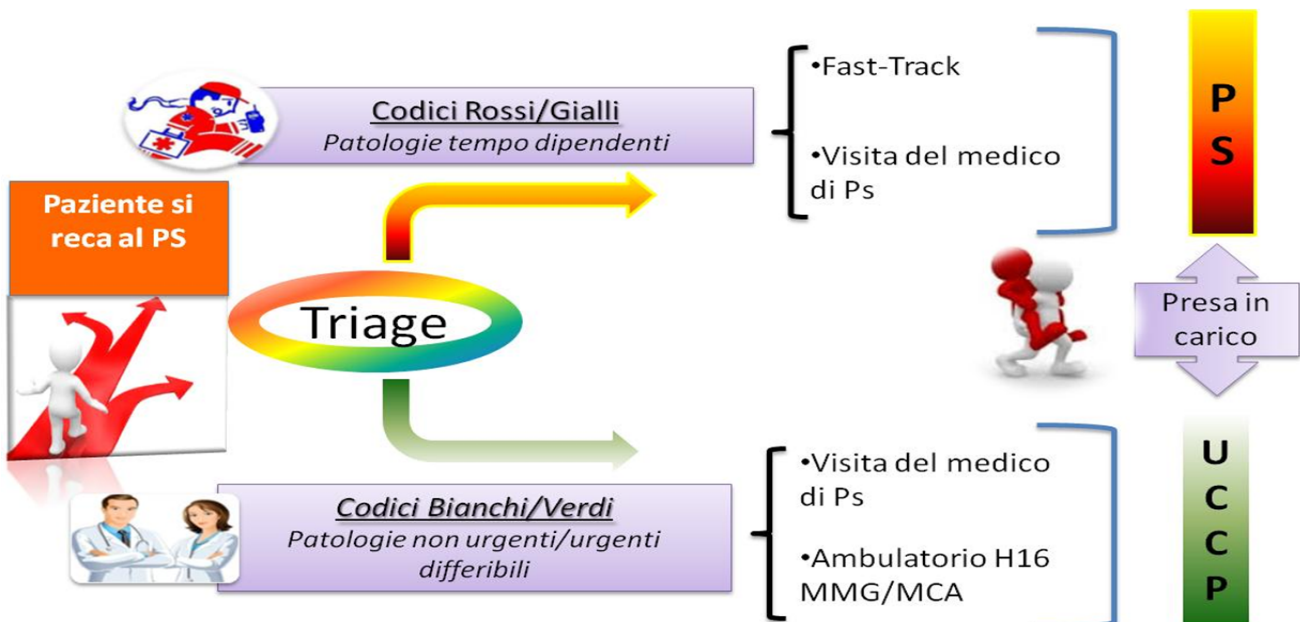 Paziente si
reca al PS
Triage
Codici Rossi/Gialli
Patologie tempo dipendenti
•Fast-Track
•Visita del medico
di Ps
P
S
Presa in
carico
Codici Bianchi/Verdi
Patologie non urgenti/urgenti
differibili
•Visita del medico
di Ps
•Ambulatorio H16
MMG/MCA
U
C
C
P